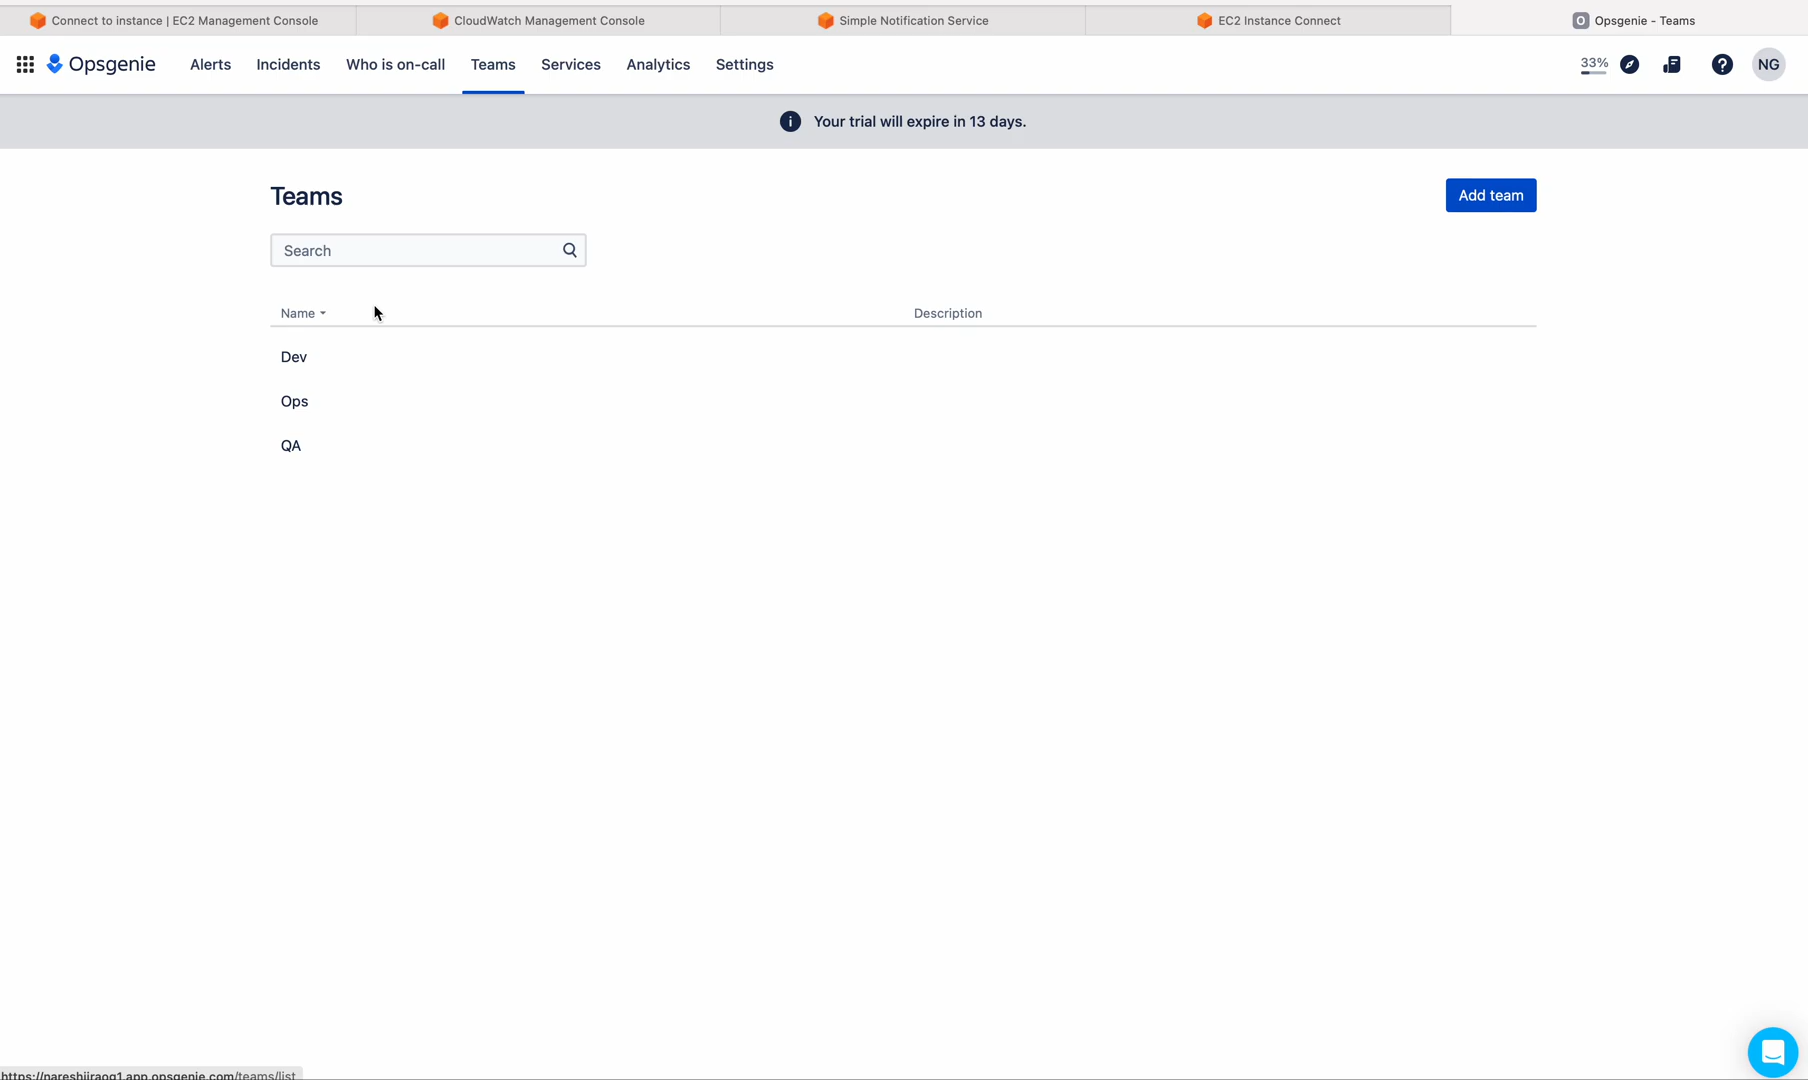 Connect to instance | EC2 Management Console
CloudWatch Management Console
Simple Notification Service
EC2 Instance Connect
O Opsgenie - Teams
Opsgenie
Alerts
Incidents
Who is on-call
Teams
Services
Analytics
Settings
33%
?
NG
i Your trial will expire in 13 days.
Teams
Add team
Search
Name
Description
Dev
Ops
QA
https://nareshjiraog1.app.opsgenie.com/teams/list